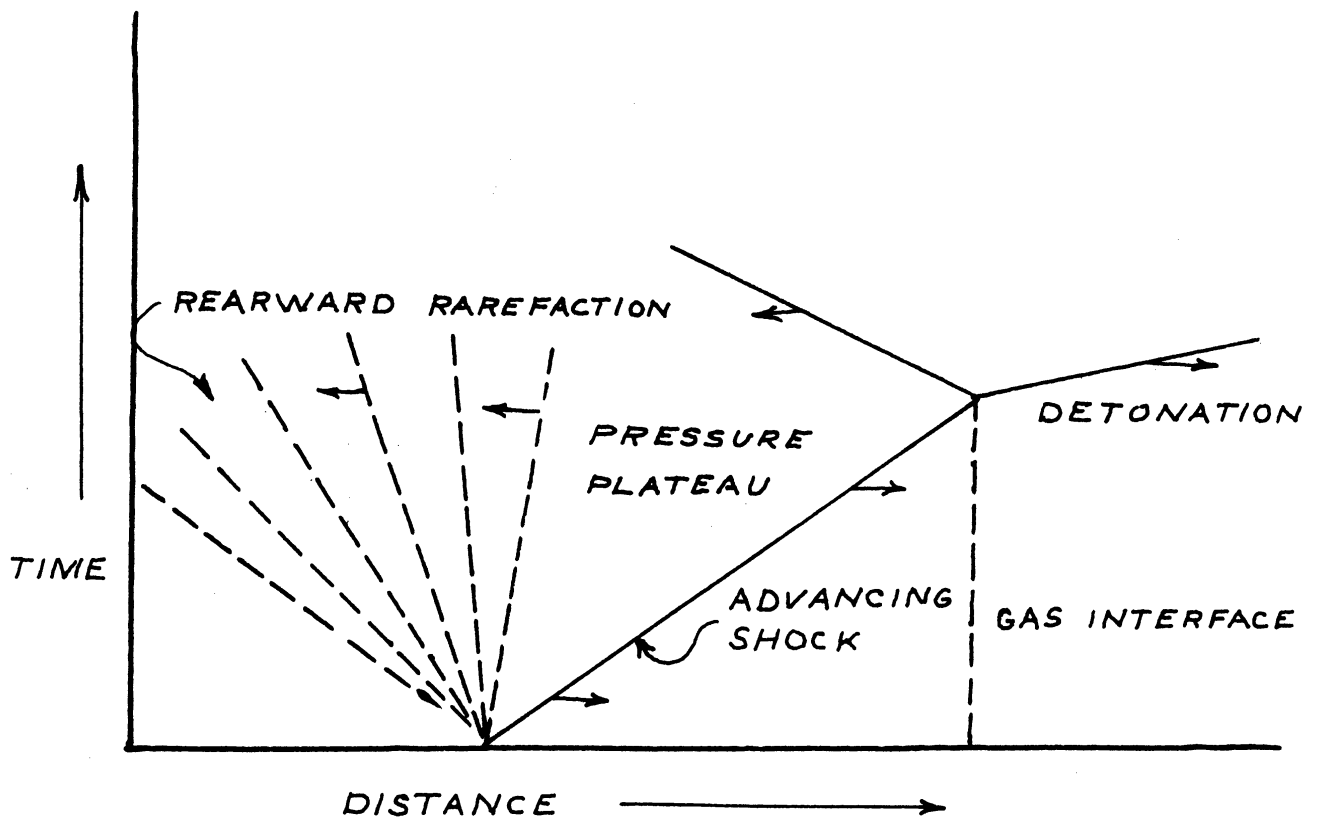 REARWARD RAREFACTION
DETONATION
PRESSURE
PLATEAU
TIME
ADVANCING
SHOCK
GAS INTERFACE
DISTANCE